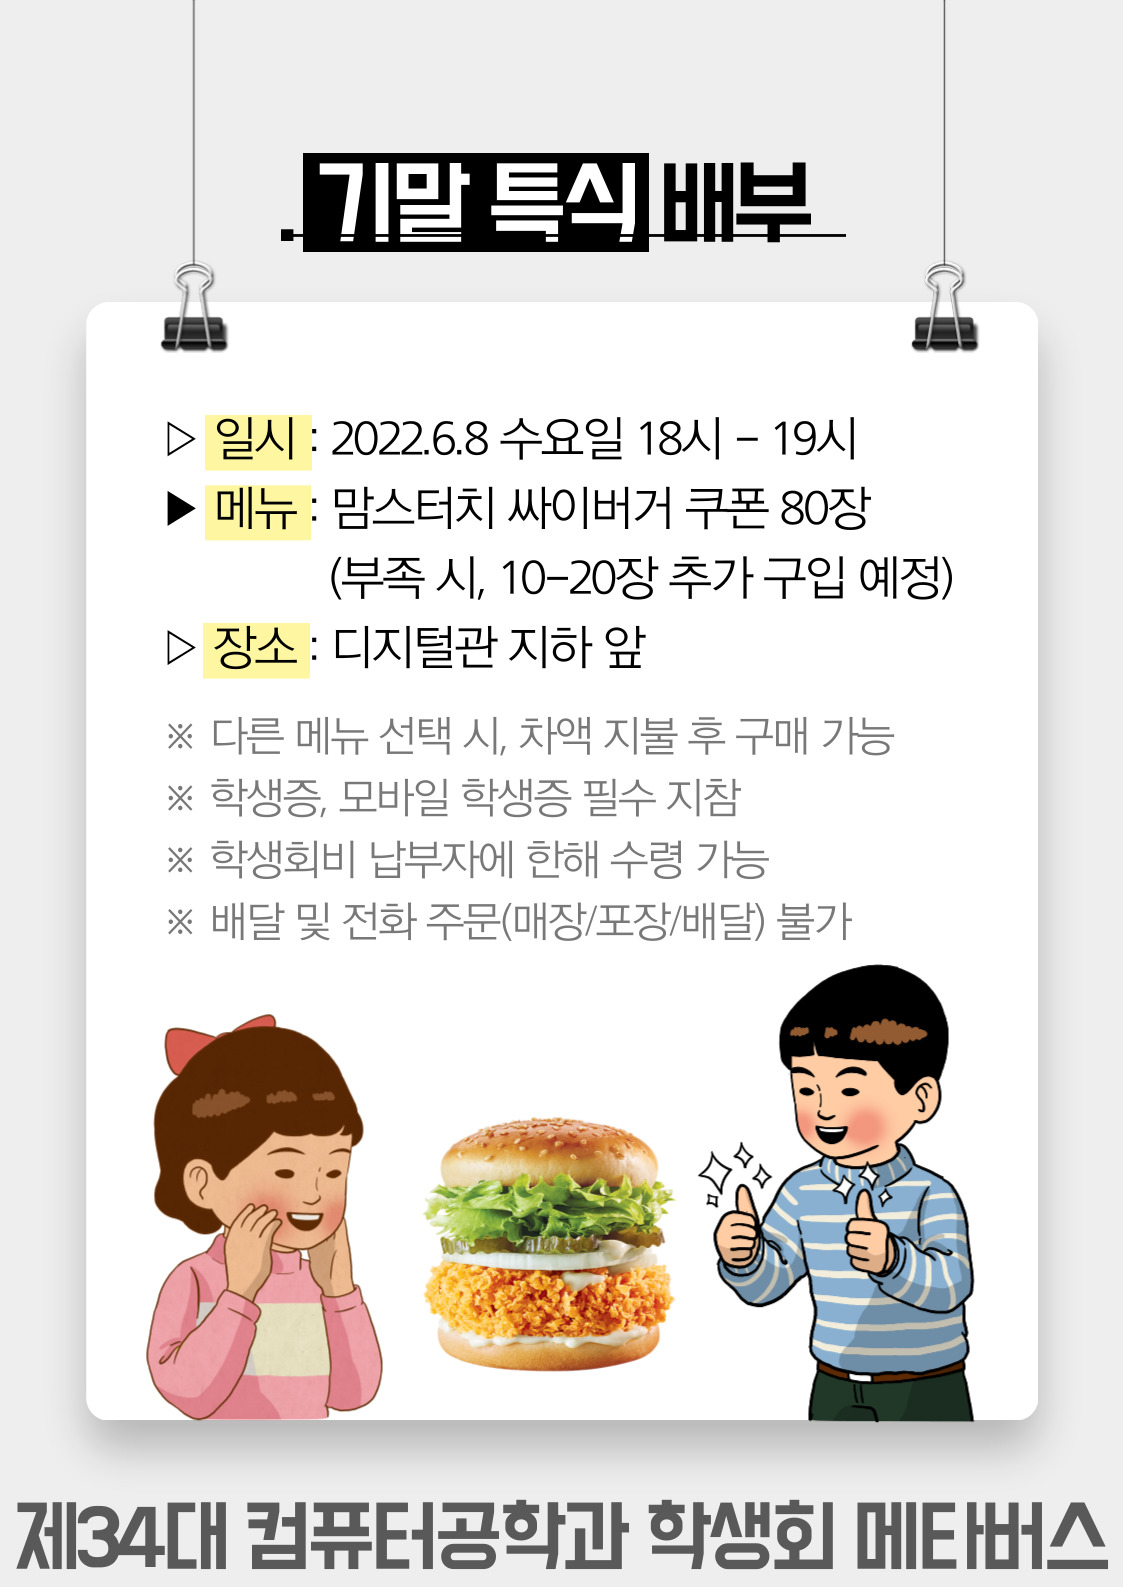 기말 특식 배부
▷ 일시 : 2022.6.8 수요일 18시 - 19시
▶ 메뉴 : 맘스터치 싸이버거 쿠폰 80장
(부족 시, 10-20장 추가 구입 예정)
▷ 장소 : 디지털관 지하 앞
※ 다른 메뉴 선택 시, 차액 지불 후 구매 가능
※ 학생증, 모바일 학생증 필수 지참
※ 학생회비 납부자에 한해 수령 가능
※ 배달 및 전화 주문(매장/포장/배달) 불가
제34대 컴퓨터공학과 학생회 메타버스